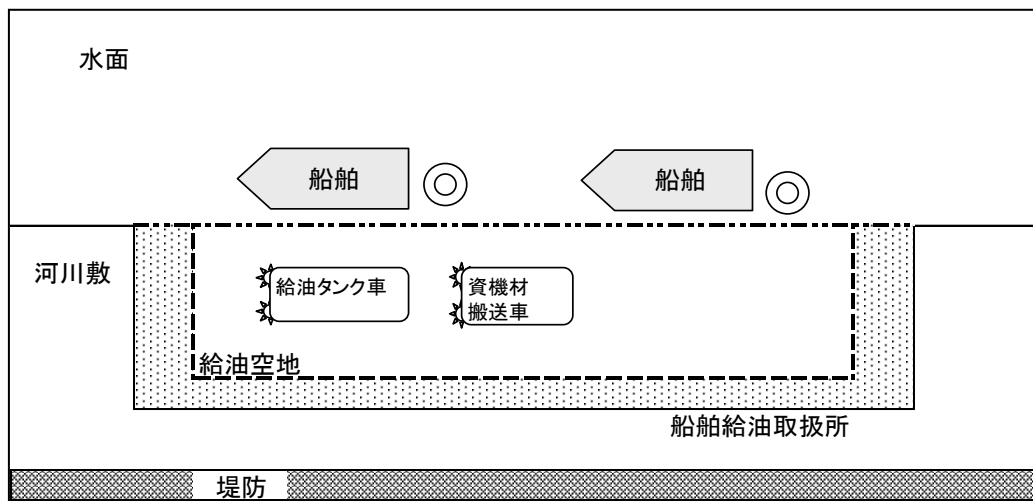 水面
船舶
船舶
河川敷
給油タンク車
資機材
搬送車
給油空地
船舶給油取扱所
堤防